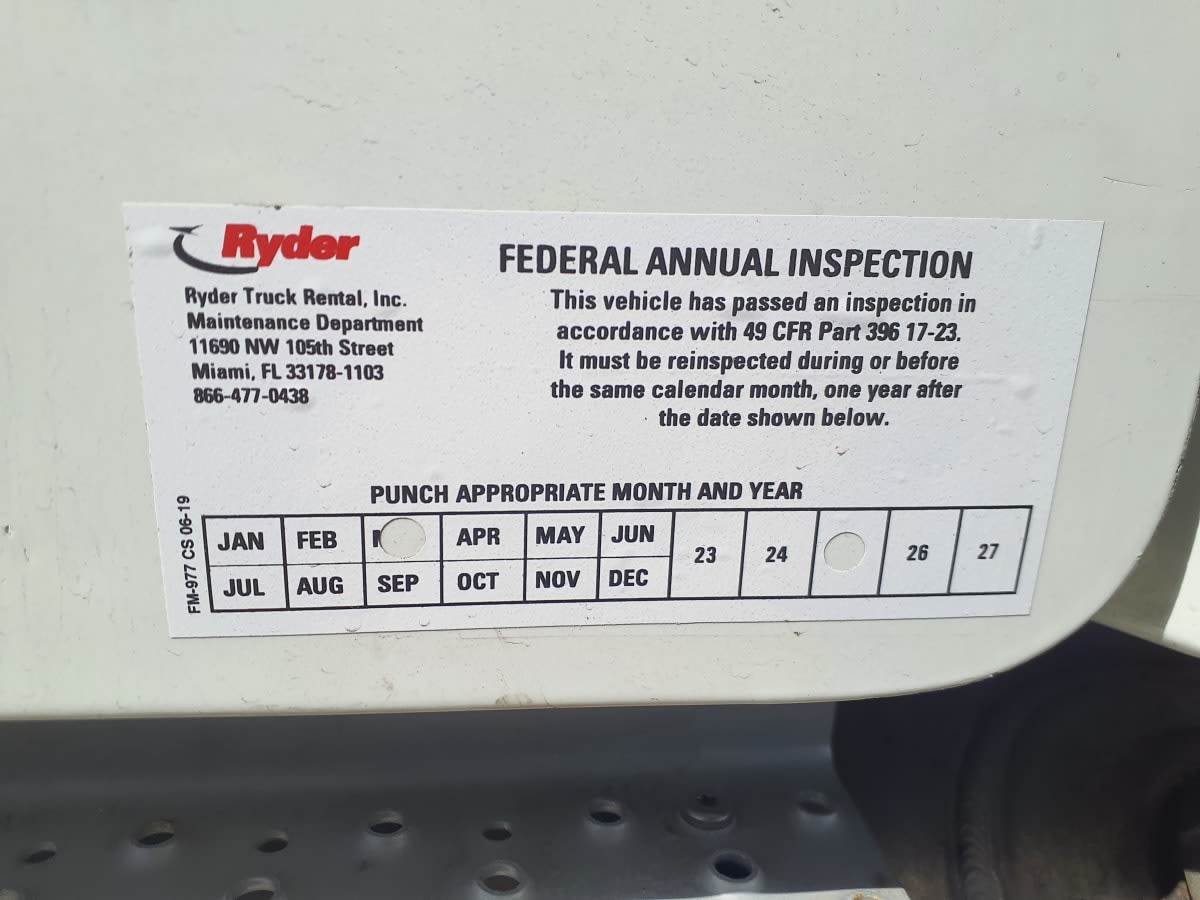 Ryder
Ryder Truck Rental, Inc.
Maintenance Department
11690 NW 105th Street
Miami, FL 33178-1103
866-477-0438
FEDERAL ANNUAL INSPECTION
This vehicle has passed an inspection in
accordance with 49 CFR Part 396 17-23.
It must be reinspected during or before
the same calendar month, one year after
the date shown below.
PUNCH APPROPRIATE MONTH AND YEAR
JAN FEB APR MAY JUN 23 24 26 27
JUL AUG SEP OCT NOV DEC
FM-977 CS 06-19